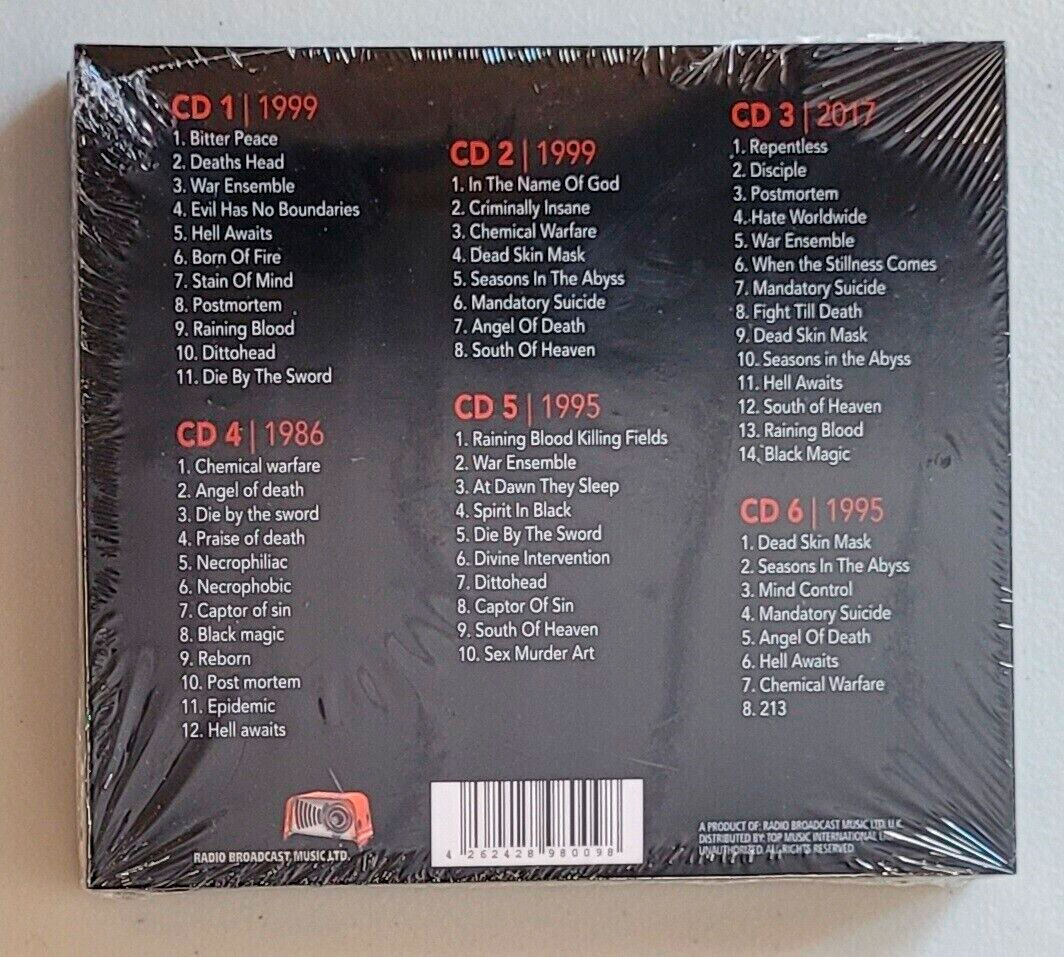 CD 1 | 1999
1. Bitter Peace
2. Deaths Head
3. War Ensemble
4. Evil Has No Boundaries
5. Hell Awaits
6. Born Of Fire
7. Stain Of Mind
8. Postmortem
9. Raining Blood
10. Dittohead
11. Die By The Sword
CD 2 | 1999
1. In The Name Of God
2. Criminally Insane
3. Chemical Warfare
4. Dead Skin Mask
5. Seasons In The Abyss
6. Mandatory Suicide
7. Angel Of Death
8. South Of Heaven
CD 3 | 2017
1. Repentless
2. Disciple
3. Postmortem
4. Hate Worldwide
5. War Ensemble
6. When the Stillness Comes
7. Mandatory Suicide
8. Fight Till Death
9. Dead Skin Mask
10. Seasons in the Abyss
11. Hell Awaits
12. South of Heaven
13. Raining Blood
14. Black Magic
CD 4 | 1986
1. Chemical warfare
2. Angel of death
3. Die by the sword
4. Praise of death
5. Necrophiliac
6. Necrophobic
7. Captor of sin
8. Black magic
9. Reborn
10. Post mortem
11. Epidemic
12. Hell awaits
CD 5 | 1995
1. Raining Blood Killing Fields
2. War Ensemble
3. At Dawn They Sleep
4. Spirit In Black
5. Die By The Sword
6. Divine Intervention
7. Dittohead
8. Captor Of Sin
9. South Of Heaven
10. Sex Murder Art
CD 6 | 1995
1. Dead Skin Mask
2. Seasons In The Abyss
3. Mind Control
4. Mandatory Suicide
5. Angel Of Death
6. Hell Awaits
7. Chemical Warfare
8. 213
RADIO BROADCAST MUSIC LTD.
4 262428 980098
A PRODUCT OF: RADIO BROADCAST MUSIC LTD. U.K.
DISTRIBUTED BY: TOP MUSIC INTERNATIONAL
UNAUTHORIZED ALL RIGHTS RESERVED